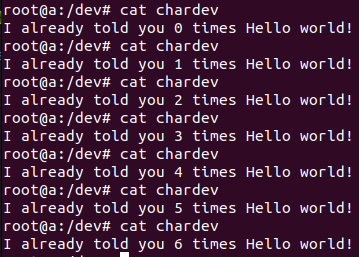 root@a:/dev# cat chardev
I already told you 0 times Hello world!
root@a:/dev# cat chardev
I already told you 1 times Hello world!
root@a:/dev# cat chardev
I already told you 2 times Hello world!
root@a:/dev# cat chardev
I already told you 3 times Hello world!
root@a:/dev# cat chardev
I already told you 4 times Hello world!
root@a:/dev# cat chardev
I already told you 5 times Hello world!
root@a:/dev# cat chardev
I already told you 6 times Hello world!